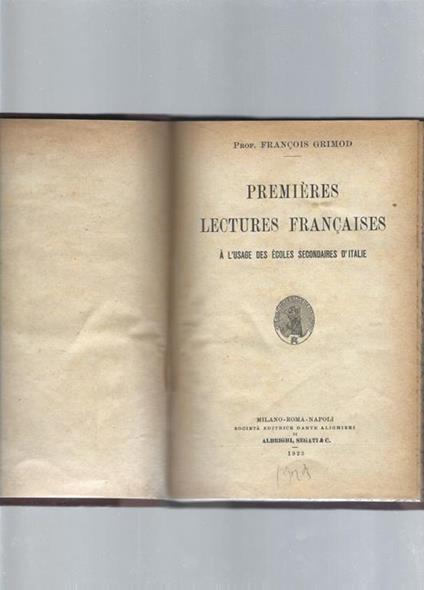 Prof. FRANÇOIS GRIMOD
PREMIÈRES
LECTURES FRANÇAISES
À L'USAGE DES ÉCOLES SECONDAIRES D'ITALIE
MILANO-ROMA-NAPOLI
SOCIETÀ EDITRICE DANTE ALIGHIERI
DI
ALBRIGHI, SEGATI & C.
1923